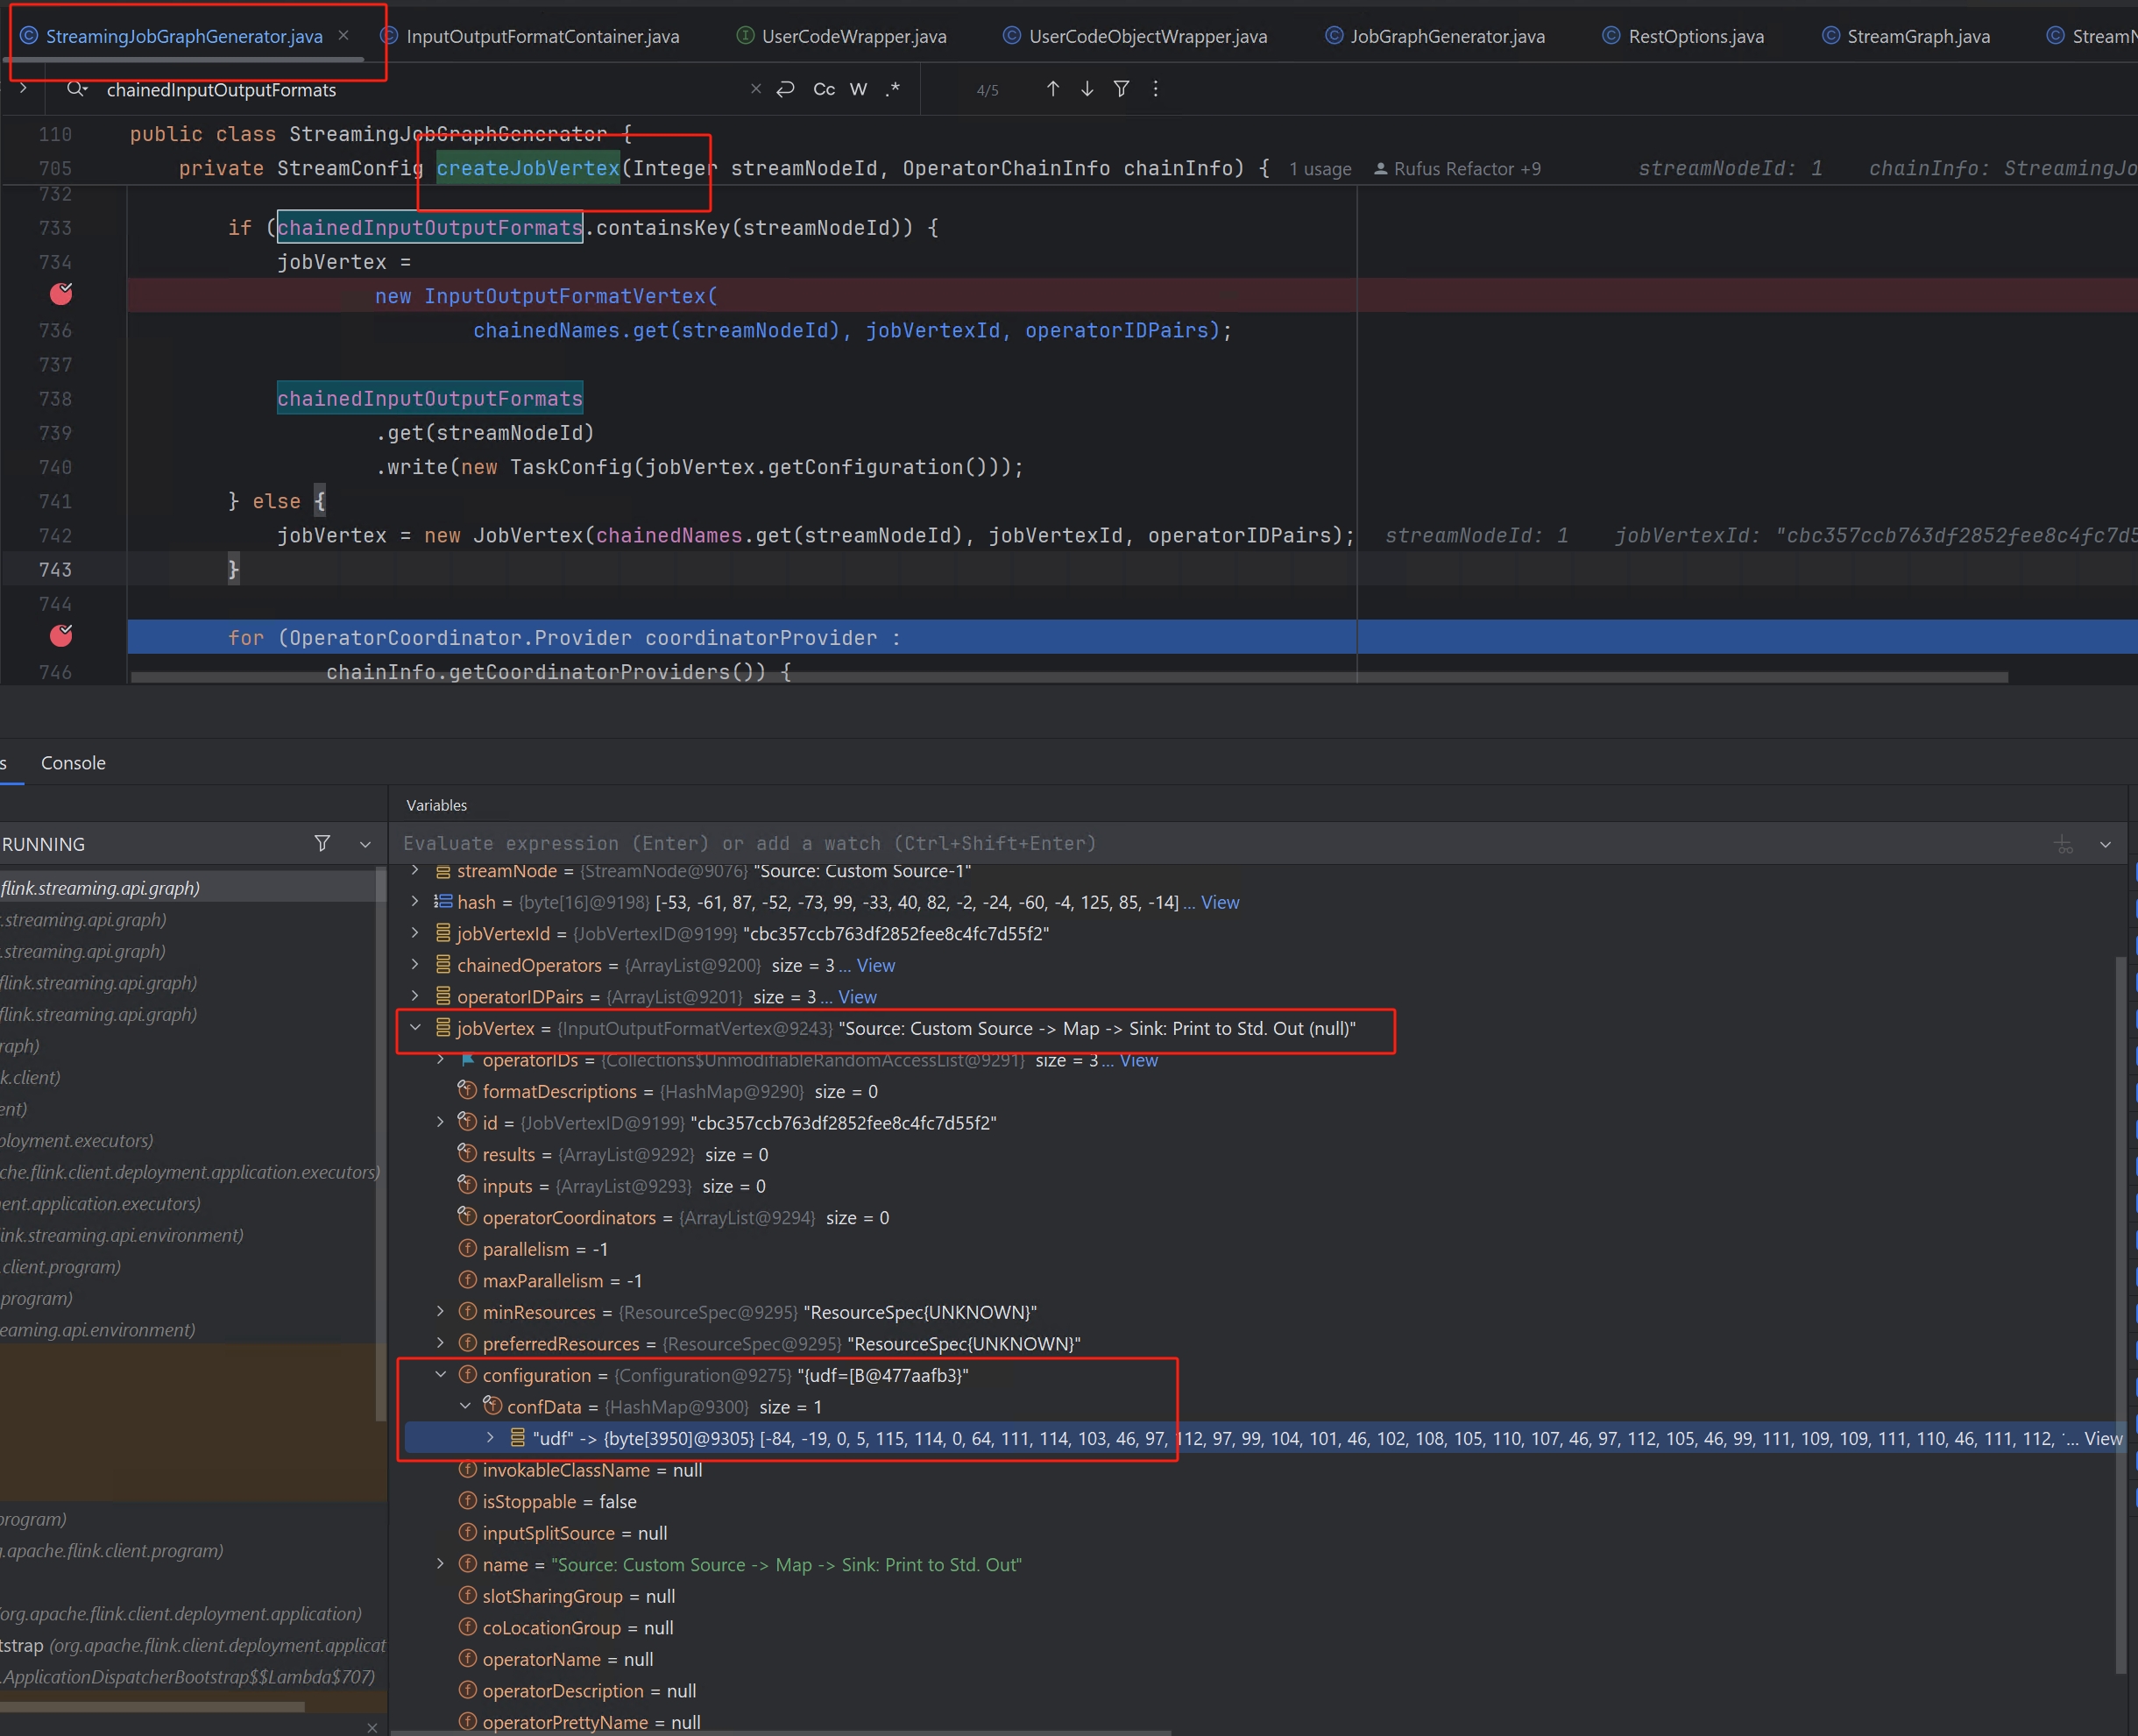 StreamingJobGraphGenerator.java InputOutputFormatContainer.java UserCodeWrapper.java UserCodeObjectWrapper.java JobGraphGenerator.java RestOptions.java StreamGraph.java StreamN
chainedInputOutputFormats Cc W .* 4/5
110 public class StreamingJobGraphGenerator {
705 private StreamConfig createJobVertex(Integer streamNodeId, OperatorChainInfo chainInfo) { 1 usage Rufus Refactor +9 streamNodeId: 1 chainInfo: StreamingJo
732
733 if (chainedInputOutputFormats.containsKey(streamNodeId)) {
734 jobVertex =
new InputOutputFormatVertex(
736 chainedNames.get(streamNodeId), jobVertexId, operatorIDPairs);
737
738 chainedInputOutputFormats
739 .get(streamNodeId)
740 .write(new TaskConfig(jobVertex.getConfiguration()));
741 } else {
742 jobVertex = new JobVertex(chainedNames.get(streamNodeId), jobVertexId, operatorIDPairs); streamNodeId: 1 jobVertexId: "cbc357ccb763df2852fee8c4fc7d5
743 }
744
for (OperatorCoordinator.Provider coordinatorProvider :
746 chainInfo.getCoordinatorProviders()) {
s Console
Variables
RUNNING
Evaluate expression (Enter) or add a watch (Ctrl+Shift+Enter)
flink.streaming.api.graph)
.streaming.api.graph)
.streaming.api.graph)
flink.streaming.api.graph)
flink.streaming.api.graph)
raph)
k.client)
ent)
ployment.executors)
che.flink.client.deployment.application.executors)
ent.application.executors)
ink.streaming.api.environment)
.client.program)
program)
eaming.api.environment)
program)
.apache.flink.client.program)
org.apache.flink.client.deployment.application)
tstrap (org.apache.flink.client.deployment.applicat
.ApplicationDispatcherBootstrap$$Lambda$707)
streamNode = {StreamNode@9076} "Source: Custom Source-1"
hash = {byte[16]@9198} [-53, -61, 87, -52, -73, 99, -33, 40, 82, -2, -24, -60, -4, 125, 85, -14] ... View
jobVertexId = {JobVertexID@9199} "cbc357ccb763df2852fee8c4fc7d55f2"
chainedOperators = {ArrayList@9200} size = 3 ... View
operatorIDPairs = {ArrayList@9201} size = 3 ... View
jobVertex = {InputOutputFormatVertex@9243} "Source: Custom Source -> Map -> Sink: Print to Std. Out (null)"
operatorIDs = {Collections$UnmodifiableRandomAccessList@9291} size = 3 ... View
formatDescriptions = {HashMap@9290} size = 0
id = {JobVertexID@9199} "cbc357ccb763df2852fee8c4fc7d55f2"
results = {ArrayList@9292} size = 0
inputs = {ArrayList@9293} size = 0
operatorCoordinators = {ArrayList@9294} size = 0
parallelism = -1
maxParallelism = -1
minResources = {ResourceSpec@9295} "ResourceSpec{UNKNOWN}"
preferredResources = {ResourceSpec@9295} "ResourceSpec{UNKNOWN}"
configuration = {Configuration@9275} "{udf=[B@477aafb3}"
confData = {HashMap@9300} size = 1
"udf" -> {byte[3950]@9305} [-84, -19, 0, 5, 115, 114, 0, 64, 111, 114, 103, 46, 97, 112, 97, 99, 104, 101, 46, 102, 108, 105, 110, 107, 46, 97, 112, 105, 46, 99, 111, 109, 109, 111, 110, 46, 111, 112, ... View
invokableClassName = null
isStoppable = false
inputSplitSource = null
name = "Source: Custom Source -> Map -> Sink: Print to Std. Out"
slotSharingGroup = null
coLocationGroup = null
operatorName = null
operatorDescription = null
operatorPrettyName = null